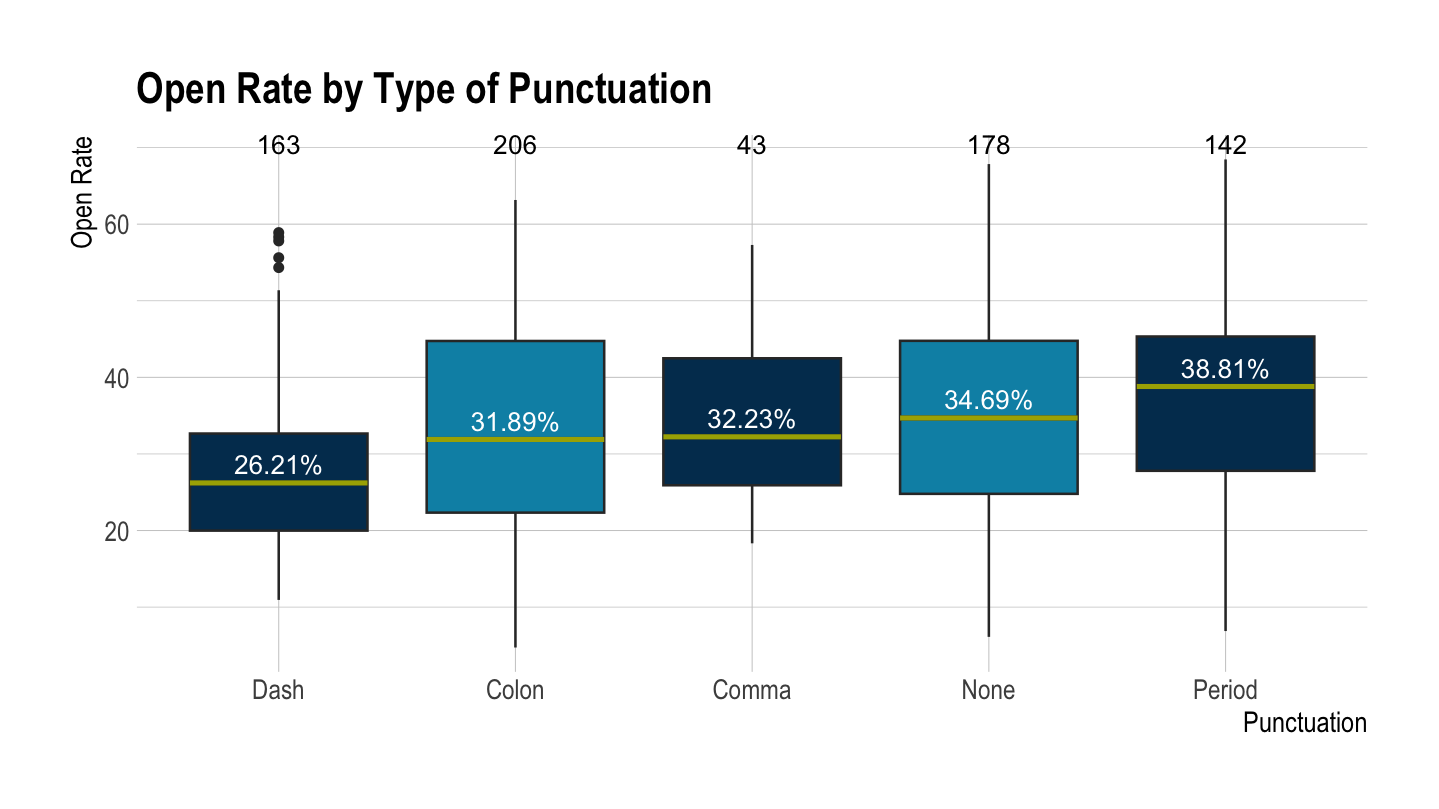 Open Rate by Type of Punctuation
Open Rate
163 206 43 178 142
60
40
20
26.21% 31.89% 32.23% 34.69% 38.81%
Dash Colon Comma None Period
Punctuation